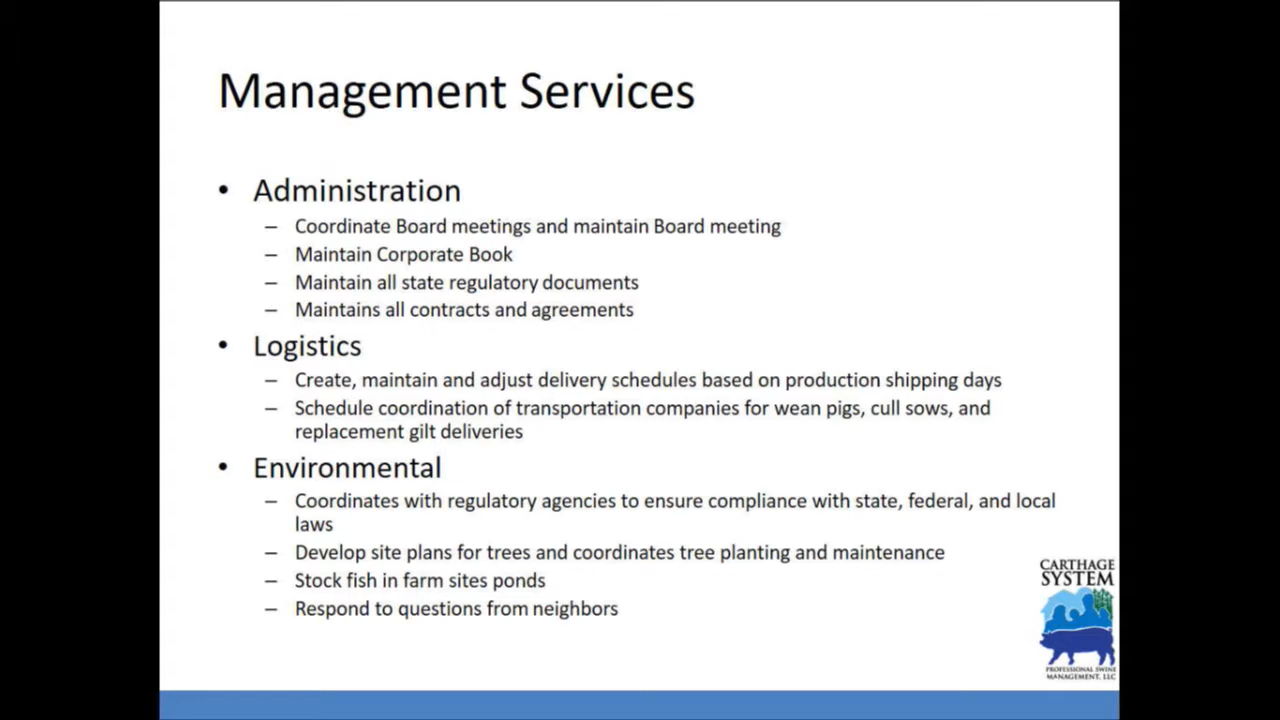 Management Services
• Administration
– Coordinate Board meetings and maintain Board meeting
– Maintain Corporate Book
– Maintain all state regulatory documents
– Maintains all contracts and agreements
• Logistics
– Create, maintain and adjust delivery schedules based on production shipping days
– Schedule coordination of transportation companies for wean pigs, cull sows, and
replacement gilt deliveries
• Environmental
– Coordinates with regulatory agencies to ensure compliance with state, federal, and local
laws
– Develop site plans for trees and coordinates tree planting and maintenance
– Stock fish in farm sites ponds
– Respond to questions from neighbors
CARTHAGE
SYSTEM
PROFESSIONAL SWINE
MANAGEMENT, LLC